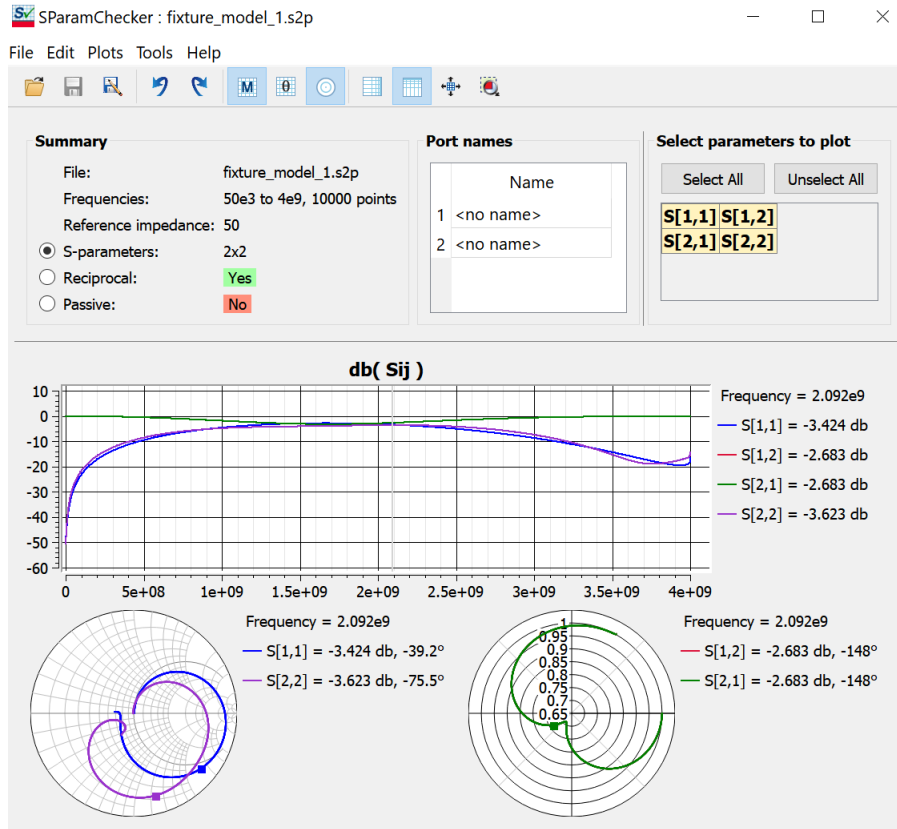 SParamChecker : fixture_model_1.s2p
File Edit Plots Tools Help
M θ
Summary
File: fixture_model_1.s2p
Frequencies: 50e3 to 4e9, 10000 points
Reference impedance: 50
S-parameters: 2x2
Reciprocal: Yes
Passive: No
Port names
Name
1 <no name>
2 <no name>
Select parameters to plot
Select All Unselect All
S[1,1] S[1,2]
S[2,1] S[2,2]
db( Sij )
10
0
-10
-20
-30
-40
-50
-60
0 5e+08 1e+09 1.5e+09 2e+09 2.5e+09 3e+09 3.5e+09 4e+09
Frequency = 2.092e9
S[1,1] = -3.424 db
S[1,2] = -2.683 db
S[2,1] = -2.683 db
S[2,2] = -3.623 db
Frequency = 2.092e9
S[1,1] = -3.424 db, -39.2º
S[2,2] = -3.623 db, -75.5º
1
0.95
0.9
0.85
0.8
0.75
0.7
0.65
Frequency = 2.092e9
S[1,2] = -2.683 db, -148º
S[2,1] = -2.683 db, -148º